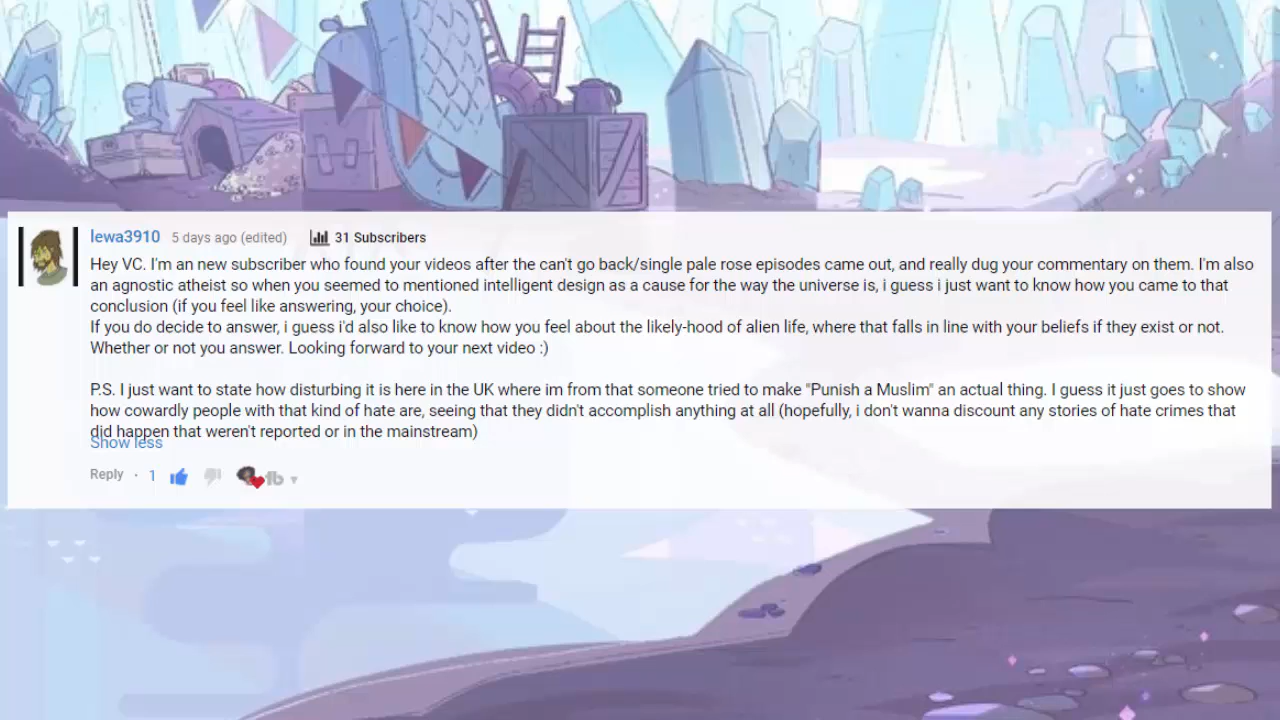 lewa3910 5 days ago (edited) 31 Subscribers
Hey VC. I'm an new subscriber who found your videos after the can't go back/single pale rose episodes came out, and really dug your commentary on them. I'm also
an agnostic atheist so when you seemed to mentioned intelligent design as a cause for the way the universe is, i guess i just want to know how you came to that
conclusion (if you feel like answering, your choice).
If you do decide to answer, i guess i'd also like to know how you feel about the likely-hood of alien life, where that falls in line with your beliefs if they exist or not.
Whether or not you answer. Looking forward to your next video :)
P.S. I just want to state how disturbing it is here in the UK where im from that someone tried to make "Punish a Muslim" an actual thing. I guess it just goes to show
how cowardly people with that kind of hate are, seeing that they didn't accomplish anything at all (hopefully, i don't wanna discount any stories of hate crimes that
did happen that weren't reported or in the mainstream)
Show less
Reply · 1